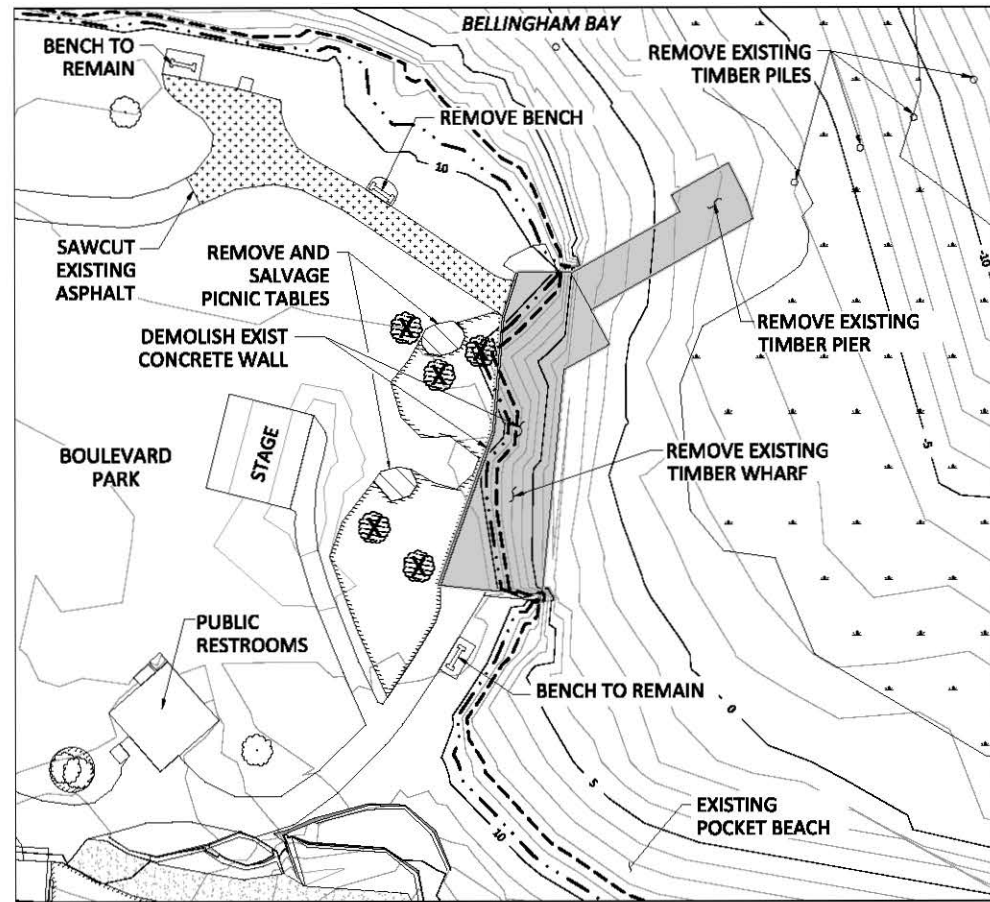 BELLINGHAM BAY
BENCH TO
REMAIN
REMOVE EXISTING
TIMBER PILES
REMOVE BENCH
10
SAWCUT
EXISTING
ASPHALT
REMOVE AND
SALVAGE
PICNIC TABLES
-10
DEMOLISH EXIST
CONCRETE WALL
REMOVE EXISTING
TIMBER PIER
X
X
X
-5
BOULEVARD
PARK
STAGE
REMOVE EXISTING
TIMBER WHARF
X
X
PUBLIC
RESTROOMS
BENCH TO REMAIN
0
5
10
EXISTING
POCKET BEACH